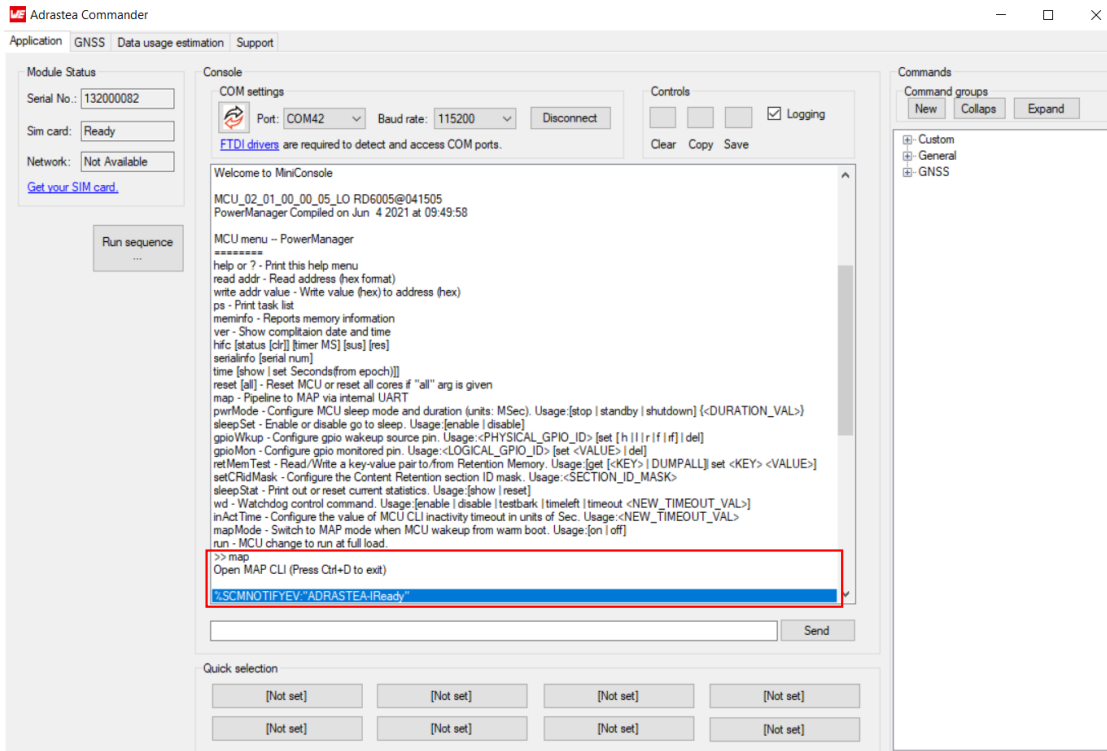 WE Adrastea Commander
Application GNSS Data usage estimation Support
Module Status
Serial No.: 132000082
Sim card: Ready
Network: Not Available
Get your SIM card.
Run sequence
...
Console
COM settings
Port: COM42 Baud rate: 115200 Disconnect
FTDI drivers are required to detect and access COM ports.
Controls
Logging
Clear Copy Save
Welcome to MiniConsole
MCU_02_01_00_00_05_LO RD6005@041505
PowerManager Compiled on Jun 4 2021 at 09:49:58
MCU menu -- PowerManager
========
help or ? - Print this help menu
read addr - Read address (hex format)
write addr value - Write value (hex) to address (hex)
ps - Print task list
meminfo - Reports memory information
ver - Show complitaion date and time
hifc [status [clr]] [timer MS] [sus] [res]
serialinfo [serial num]
time [show | set Seconds(from epoch)]]
reset [all] - Reset MCU or reset all cores if "all" arg is given
map - Pipeline to MAP via internal UART
pwrMode - Configure MCU sleep mode and duration (units: MSec). Usage:[stop | standby | shutdown] {<DURATION_VAL>}
sleepSet - Enable or disable go to sleep. Usage:[enable | disable]
gpioWkup - Configure gpio wakeup source pin. Usage:<PHYSICAL_GPIO_ID> [set [ h | l | r | f | rf] | del]
gpioMon - Configure gpio monitored pin. Usage:<LOGICAL_GPIO_ID> [set <VALUE> | del]
retMemTest - Read/Write a key-value pair to/from Retention Memory. Usage:[get [<KEY> | DUMPALL]| set <KEY> <VALUE>]
setCRidMask - Configure the Content Retention section ID mask. Usage:<SECTION_ID_MASK>
sleepStat - Print out or reset current statistics. Usage:[show | reset]
wd - Watchdog control command. Usage:[enable | disable | testbark | timeleft | timeout <NEW_TIMEOUT_VAL>]
inActTime - Configure the value of MCU CLI inactivity timeout in units of Sec. Usage:<NEW_TIMEOUT_VAL>
mapMode - Switch to MAP mode when MCU wakeup from warm boot. Usage:[on | off]
run - MCU change to run at full load.
>> map
Open MAP CLI (Press Ctrl+D to exit)
%SCMNOTIFYEV:"ADRASTEA-IReady"
Send
Quick selection
[Not set] [Not set] [Not set] [Not set]
[Not set] [Not set] [Not set] [Not set]
Commands
Command groups
New Collaps Expand
Custom
General
GNSS